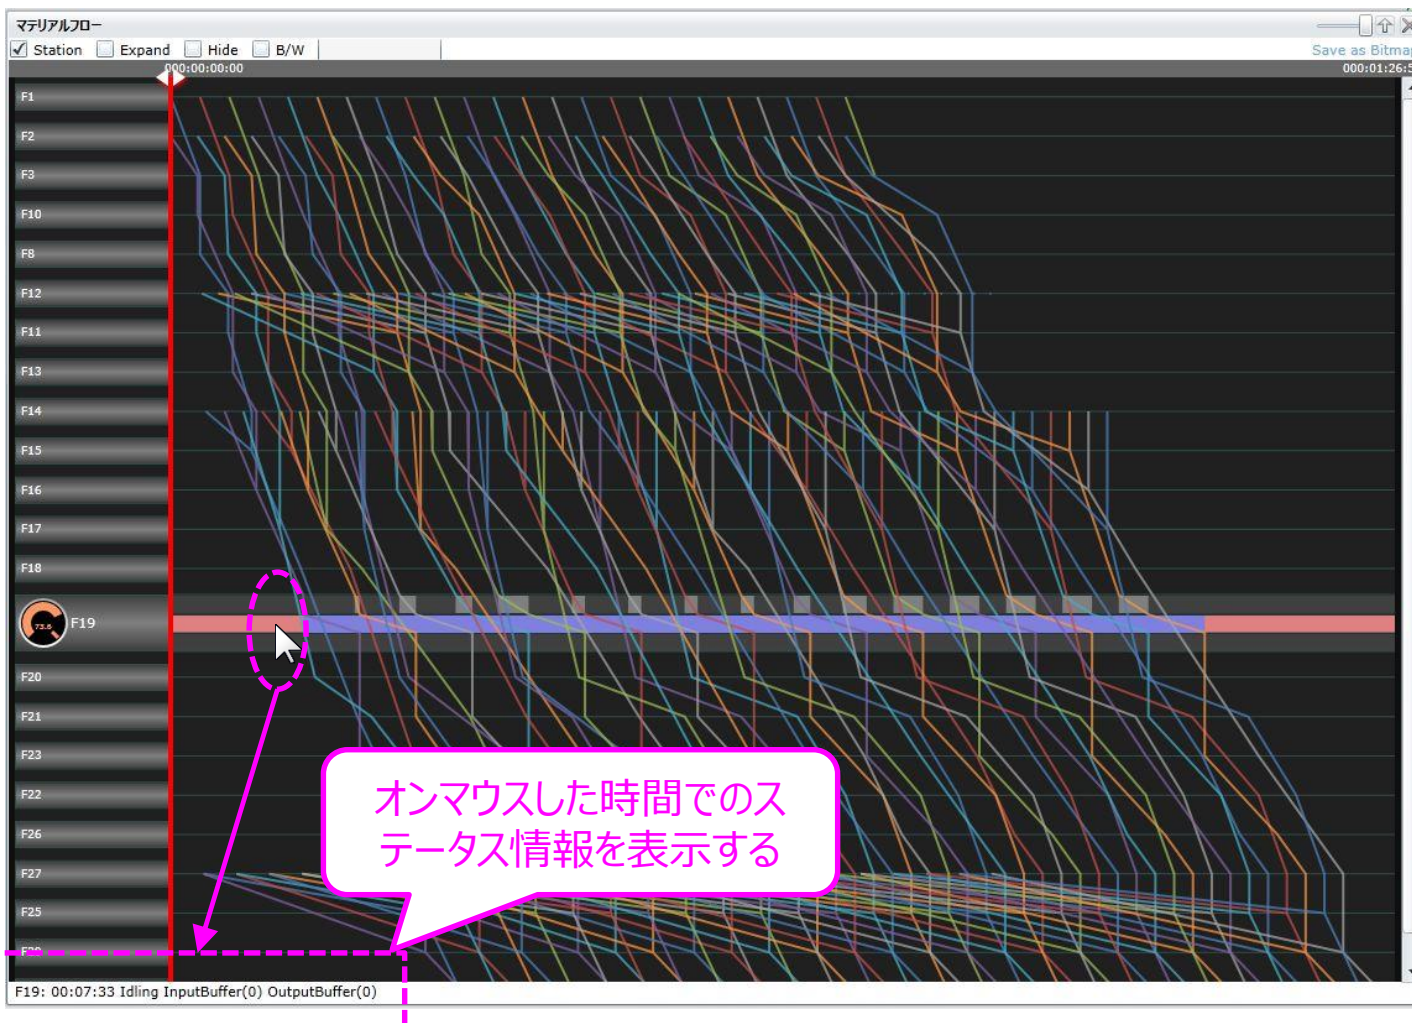 マテリアルフロー
Station Expand Hide B/W
Save as Bitma
000:00:00:00
000:01:26:5
F1
F2
F3
F10
F8
F12
F11
F13
F14
F15
F16
F17
F18
73.6 F19
F20
F21
F23
F22
F26
F27
F25
オンマウスした時間でのス
テータス情報を表示する
F19: 00:07:33 Idling InputBuffer(0) OutputBuffer(0)